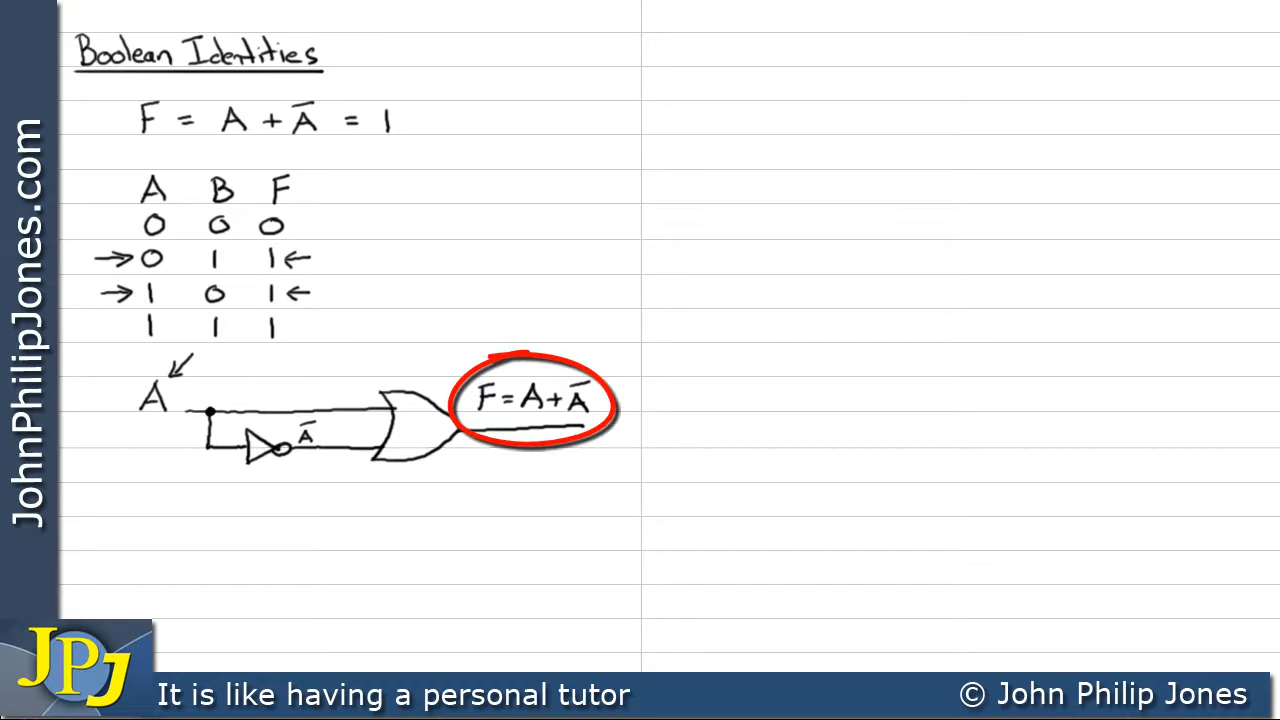 Boolean Identities
F = A + A̅ = 1
A B F
0 0 0
→ 0 1 1 ←
→ 1 0 1 ←
1 1 1
A
A̅
F = A + A̅
JohnPhilipJones.com
JPJ
It is like having a personal tutor
© John Philip Jones